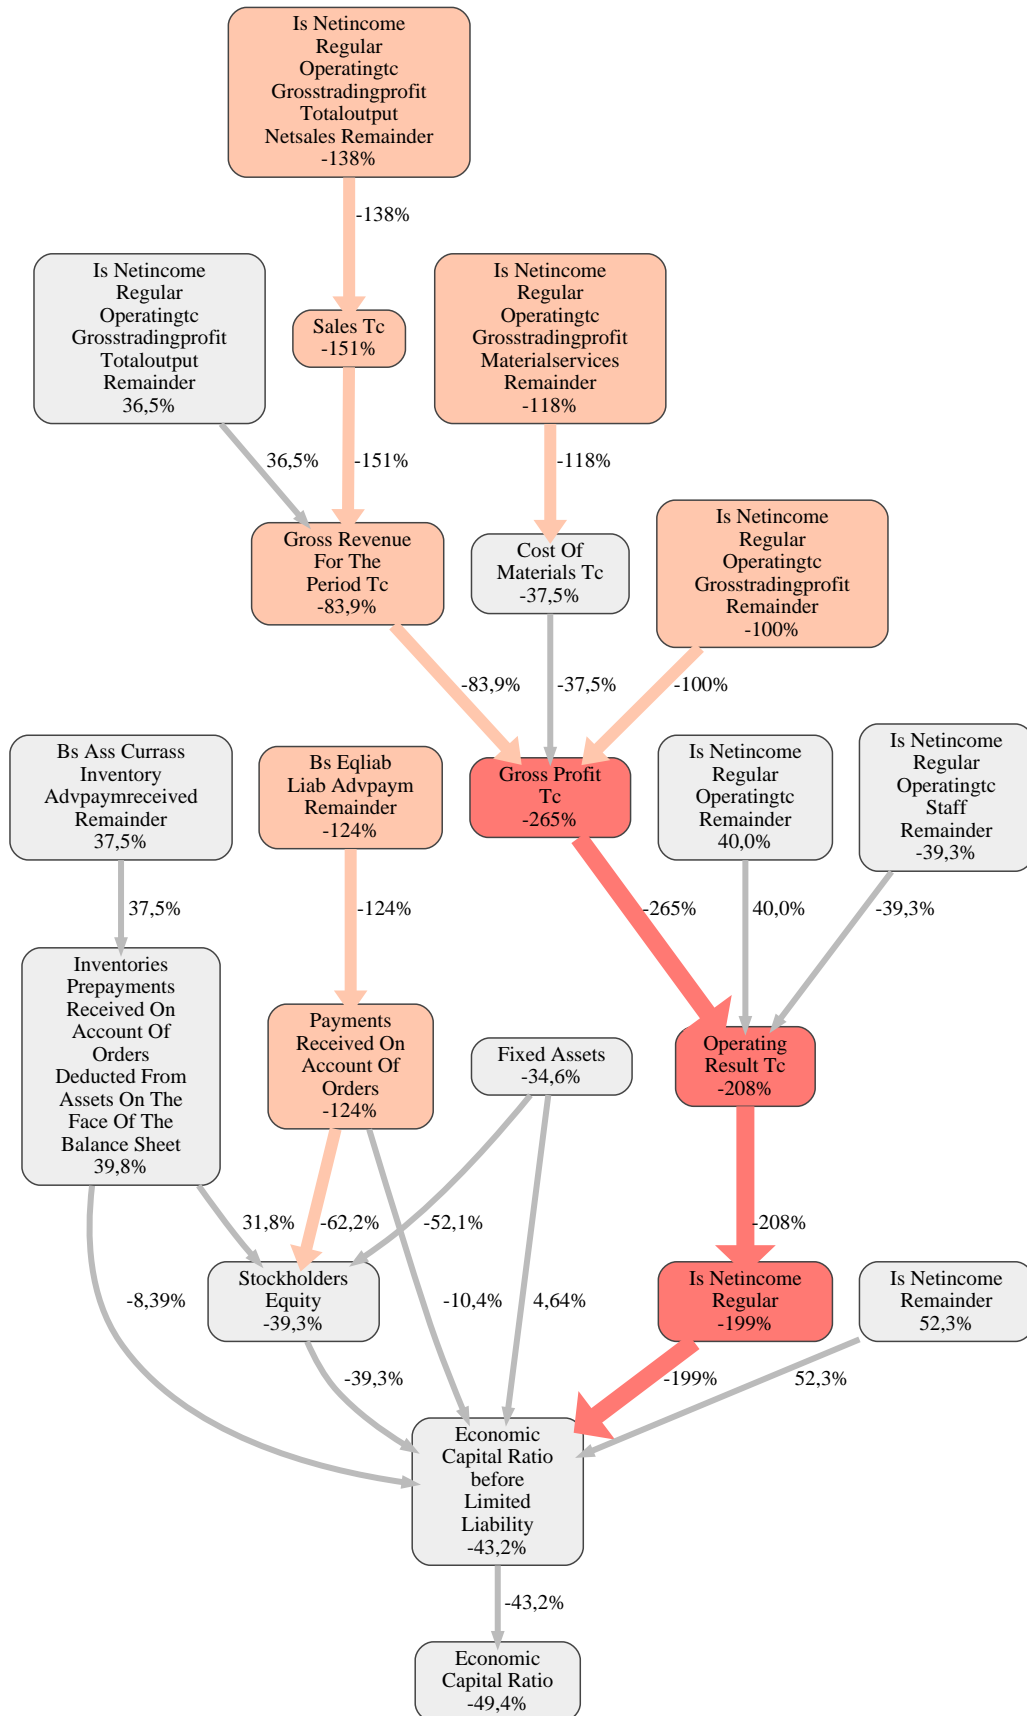 Is Netincome
Regular
Operatingtc
Grosstradingprofit
Totaloutput
Netsales Remainder
-138%
-138%
Is Netincome
Regular
Operatingtc
Grosstradingprofit
Totaloutput
Remainder
36,5%
Sales Tc
-151%
Is Netincome
Regular
Operatingtc
Grosstradingprofit
Materialservices
Remainder
-118%
36,5%
-151%
-118%
Gross Revenue
For The
Period Tc
-83,9%
Cost Of
Materials Tc
-37,5%
Is Netincome
Regular
Operatingtc
Grosstradingprofit
Remainder
-100%
-83,9%
-37,5%
-100%
Bs Ass Currass
Inventory
Advpaymreceived
Remainder
37,5%
Bs Eqliab
Liab Advpaym
Remainder
-124%
Gross Profit
Tc
-265%
Is Netincome
Regular
Operatingtc
Remainder
40,0%
Is Netincome
Regular
Operatingtc
Staff
Remainder
-39,3%
37,5%
-124%
-265%
40,0%
-39,3%
Inventories
Prepayments
Received On
Account Of
Orders
Deducted From
Assets On The
Face Of The
Balance Sheet
39,8%
Payments
Received On
Account Of
Orders
-124%
Fixed Assets
-34,6%
Operating
Result Tc
-208%
31,8%
-62,2%
-52,1%
-208%
-8,39%
Stockholders
Equity
-39,3%
-10,4%
4,64%
Is Netincome
Regular
-199%
Is Netincome
Remainder
52,3%
-39,3%
-199%
52,3%
Economic
Capital Ratio
before
Limited
Liability
-43,2%
-43,2%
Economic
Capital Ratio
-49,4%